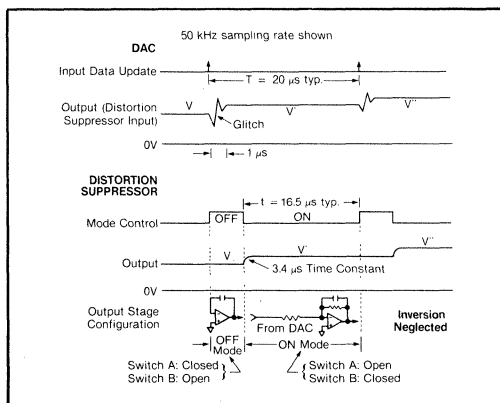 50 kHz sampling rate shown
DAC
Input Data Update
T = 20 μs typ.
Output (Distortion
Suppressor Input)
V
V'
V''
Glitch
0V
1 μs
DISTORTION
SUPPRESSOR
t = 16.5 μs typ.
Mode Control
OFF
ON
Output
V
V'
V''
3.4 μs Time Constant
0V
Output Stage
Configuration
From DAC
Inversion
Neglected
OFF
Mode
ON Mode
Switch A: Closed
Switch B: Open
Switch A: Open
Switch B: Closed